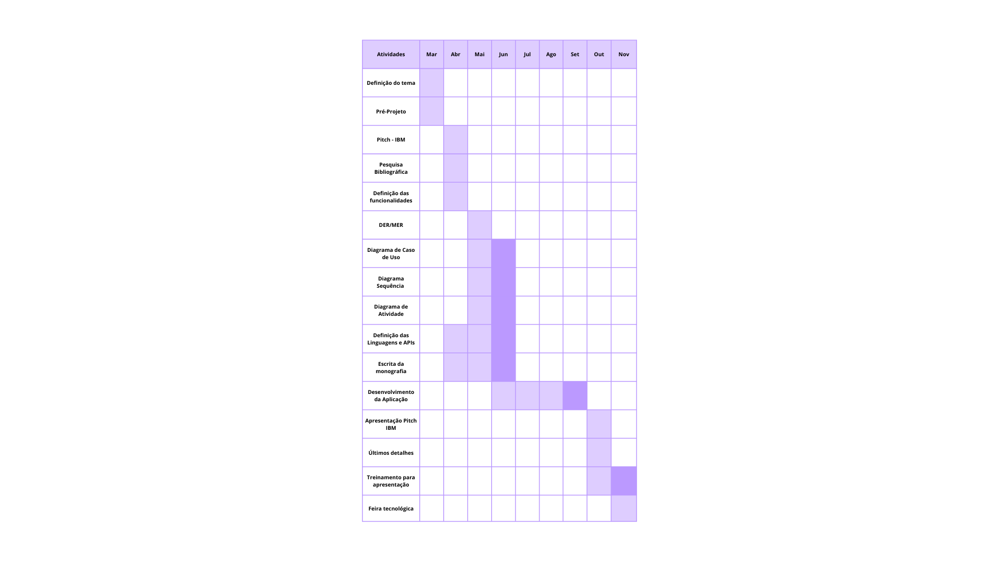 Atividades Mar Abr Mai Jun Jul Ago Set Out Nov
Definição do tema
Pré-Projeto
Pitch - IBM
Pesquisa
Bibliográfica
Definição das
funcionalidades
DER/MER
Diagrama de Caso
de Uso
Diagrama
Sequência
Diagrama de
Atividade
Definição das
Linguagens e APIs
Escrita da
monografia
Desenvolvimento
da Aplicação
Apresentação Pitch
IBM
Últimos detalhes
Treinamento para
apresentação
Feira tecnológica